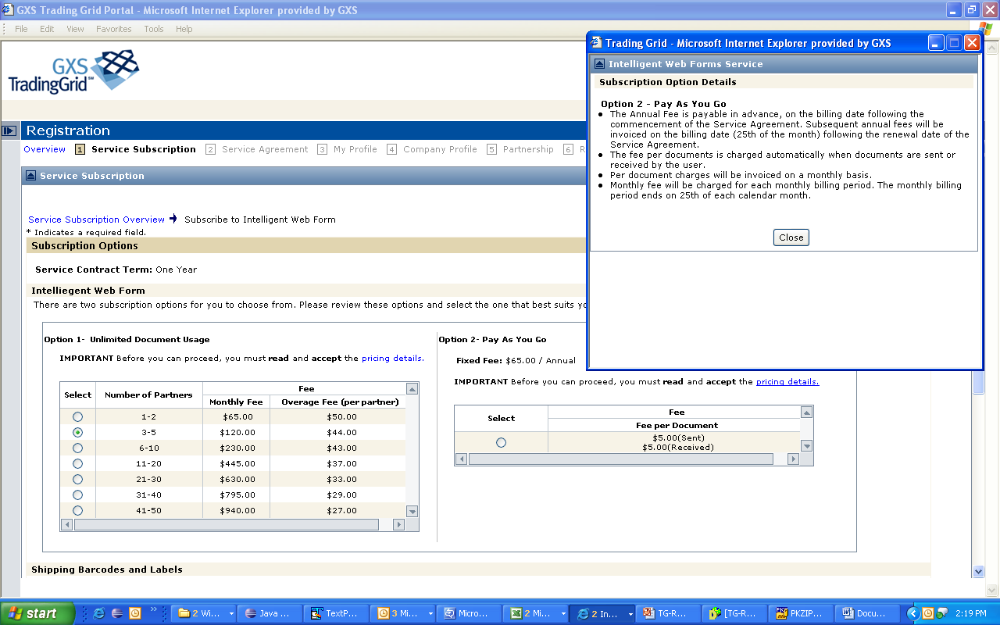 GXS Trading Grid Portal - Microsoft Internet Explorer provided by GXS
File Edit View Favorites Tools Help
GXS
TradingGrid℠
Registration
Overview 1 Service Subscription 2 Service Agreement 3 My Profile 4 Company Profile 5 Partnership 6 R
Service Subscription
Service Subscription Overview Subscribe to Intelligent Web Form
* Indicates a required field.
Subscription Options
Service Contract Term: One Year
Intelliegent Web Form
There are two subscription options for you to choose from. Please review these options and select the one that best suits yo
Option 1- Unlimited Document Usage
IMPORTANT Before you can proceed, you must read and accept the pricing details.
Select Number of Partners Fee
Monthly Fee Overage Fee (per partner)
1-2 $65.00 $50.00
3-5 $120.00 $44.00
6-10 $230.00 $43.00
11-20 $445.00 $37.00
21-30 $630.00 $33.00
31-40 $795.00 $29.00
41-50 $940.00 $27.00
Option 2- Pay As You Go
Fixed Fee: $65.00 / Annual
IMPORTANT Before you can proceed, you must read and accept the pricing details.
Select Fee
Fee per Document
$5.00(Sent)
$5.00(Received)
Shipping Barcodes and Labels
Trading Grid - Microsoft Internet Explorer provided by GXS
Intelligent Web Forms Service
Subscription Option Details
Option 2 - Pay As You Go
• The Annual Fee is payable in advance, on the billing date following the
commencement of the Service Agreement. Subsequent annual fees will be
invoiced on the billing date (25th of the month) following the renewal date of the
Service Agreement.
• The fee per documents is charged automatically when documents are sent or
received by the user.
• Per document charges will be invoiced on a monthly basis.
• Monthly fee will be charged for each monthly billing period. The monthly billing
period ends on 25th of each calendar month.
Close
start » 2 Wi... Java ... TextP... 3 Mi... Micro... 2 Mi... 2 In... TG-R... [TG-R... PKZIP... Docu... 2:19 PM